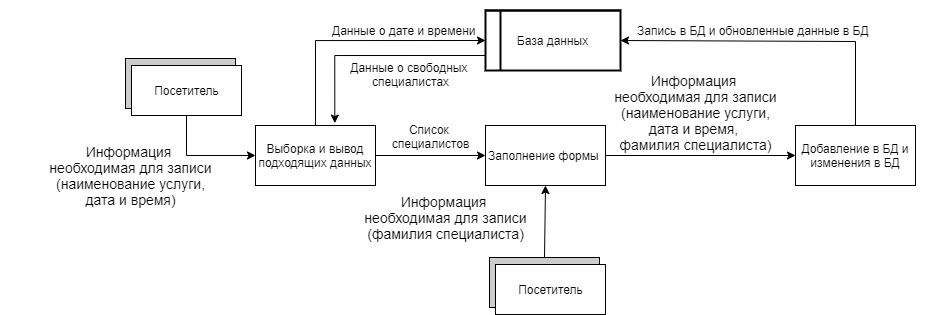 Данные о дате и времени
База данных
Запись в БД и обновленные данные в БД
Данные о свободных
специалистах
Посетитель
Информация
необходимая для записи
(наименование услуги,
дата и время,
фамилия специалиста)
Список
специалистов
Выборка и вывод
подходящих данных
Заполнение формы
Добавление в БД и
изменения в БД
Информация
необходимая для записи
(наименование услуги,
дата и время)
Информация
необходимая для записи
(фамилия специалиста)
Посетитель